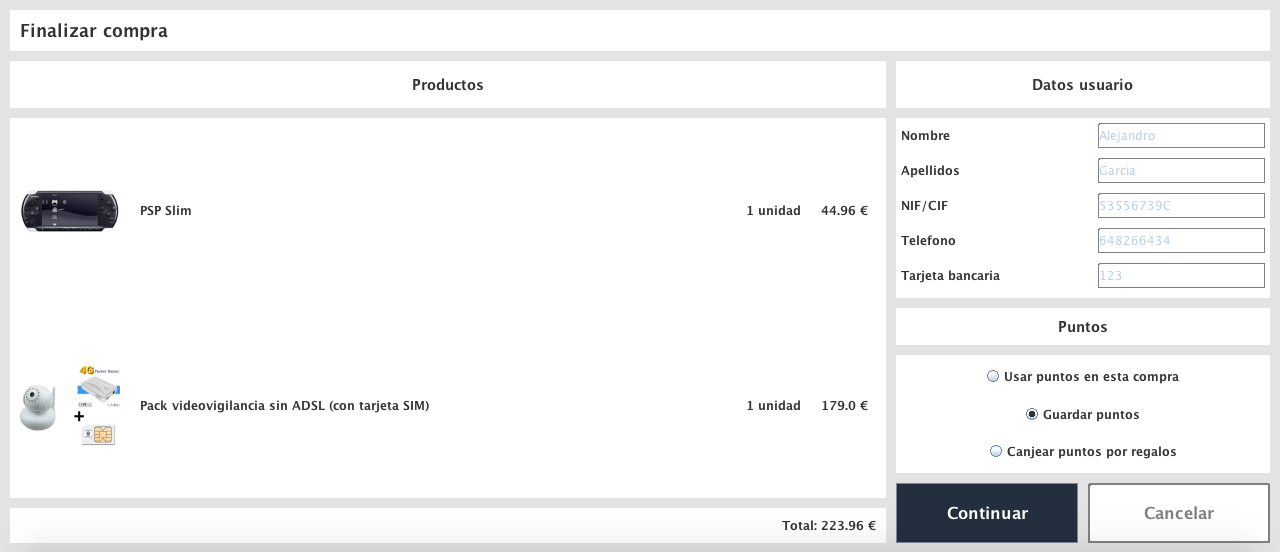 Finalizar compra
Productos
PSP Slim 1 unidad 44.96 €
4G Pocket Router
+
Pack videovigilancia sin ADSL (con tarjeta SIM) 1 unidad 179.0 €
Total: 223.96 €
Datos usuario
Nombre Alejandro
Apellidos Garcia
NIF/CIF 53556739C
Telefono 648266434
Tarjeta bancaria 123
Puntos
Usar puntos en esta compra
Guardar puntos
Canjear puntos por regalos
Continuar Cancelar